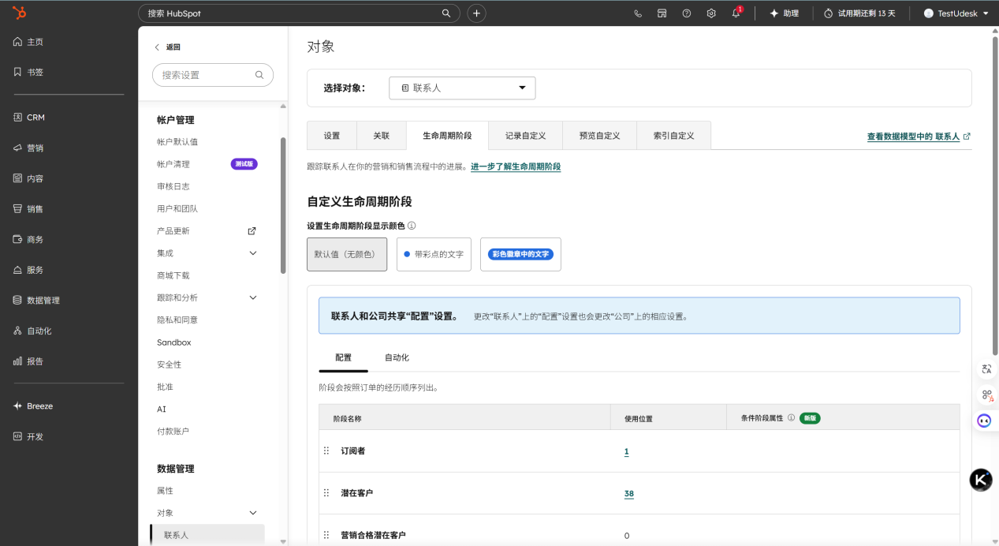 搜索 HubSpot
1
助理
试用期还剩 13 天
TestUdesk
主页
书签
CRM
营销
内容
销售
商务
服务
数据管理
自动化
报告
Breeze
开发
返回
搜索设置
帐户管理
帐户默认值
帐户清理 测试版
审核日志
用户和团队
产品更新
集成
商城下载
跟踪和分析
隐私和同意
Sandbox
安全性
批准
AI
付款账户
数据管理
属性
对象
联系人
对象
选择对象： 联系人
设置 关联 生命周期阶段 记录自定义 预览自定义 索引自定义 查看数据模型中的 联系人
跟踪联系人在你的营销和销售流程中的进展。进一步了解生命周期阶段
自定义生命周期阶段
设置生命周期阶段显示颜色
默认值（无颜色） 带彩点的文字 彩色徽章中的文字
联系人和公司共享“配置”设置。 更改“联系人”上的“配置”设置也会更改“公司”上的相应设置。
配置 自动化
阶段会按照订单的经历顺序列出。
阶段名称 使用位置 条件阶段属性 新版
订阅者 1
潜在客户 38
营销合格潜在客户 0
K